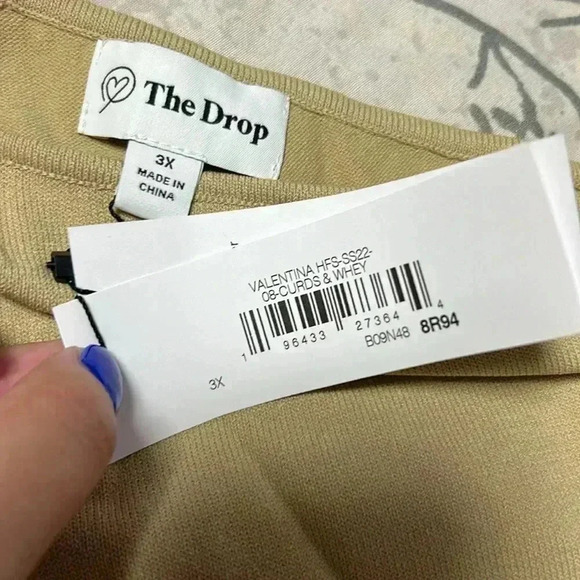 The Drop
3X
MADE IN
CHINA
VALENTINA HFS-SS22-
08-CURDS & WHEY
1 96433 27364 4
B09N48 8R94
3X